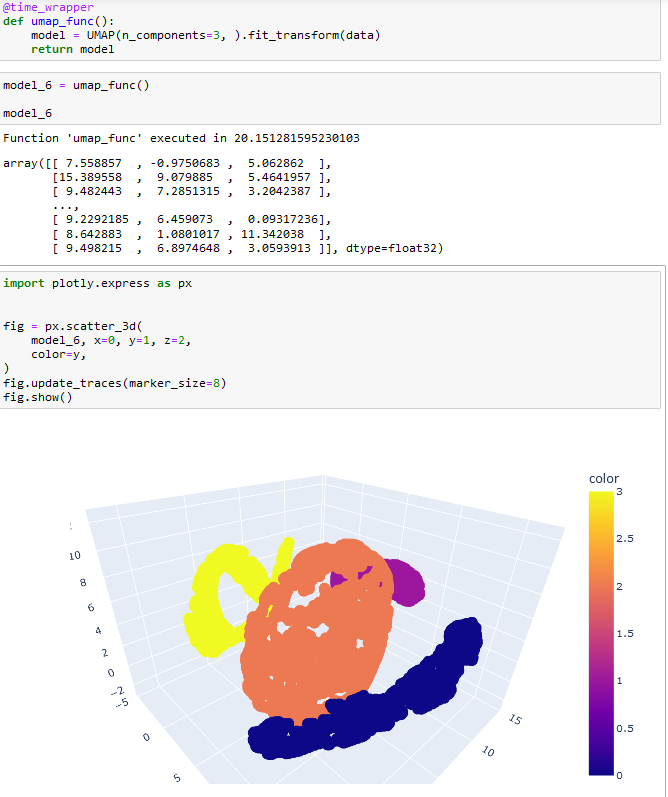 @time_wrapper
def umap_func():
    model = UMAP(n_components=3, ).fit_transform(data)
    return model
model_6 = umap_func()
model_6
Function 'umap_func' executed in 20.151281595230103
array([[ 7.558857  , -0.9750683 ,  5.062862  ],
       [15.389558  ,  9.079885  ,  5.4641957 ],
       [ 9.482443  ,  7.2851315 ,  3.2042387 ],
       ...,
       [ 9.2292185 ,  6.459073  ,  0.09317236],
       [ 8.642883  ,  1.0801017 , 11.342038  ],
       [ 9.498215  ,  6.8974648 ,  3.0593913 ]], dtype=float32)
import plotly.express as px
fig = px.scatter_3d(
    model_6, x=0, y=1, z=2,
    color=y,
)
fig.update_traces(marker_size=8)
fig.show()
color
3
2.5
2
1.5
1
0.5
0
10
8
6
4
2
0
−2
−5
0
5
15
10